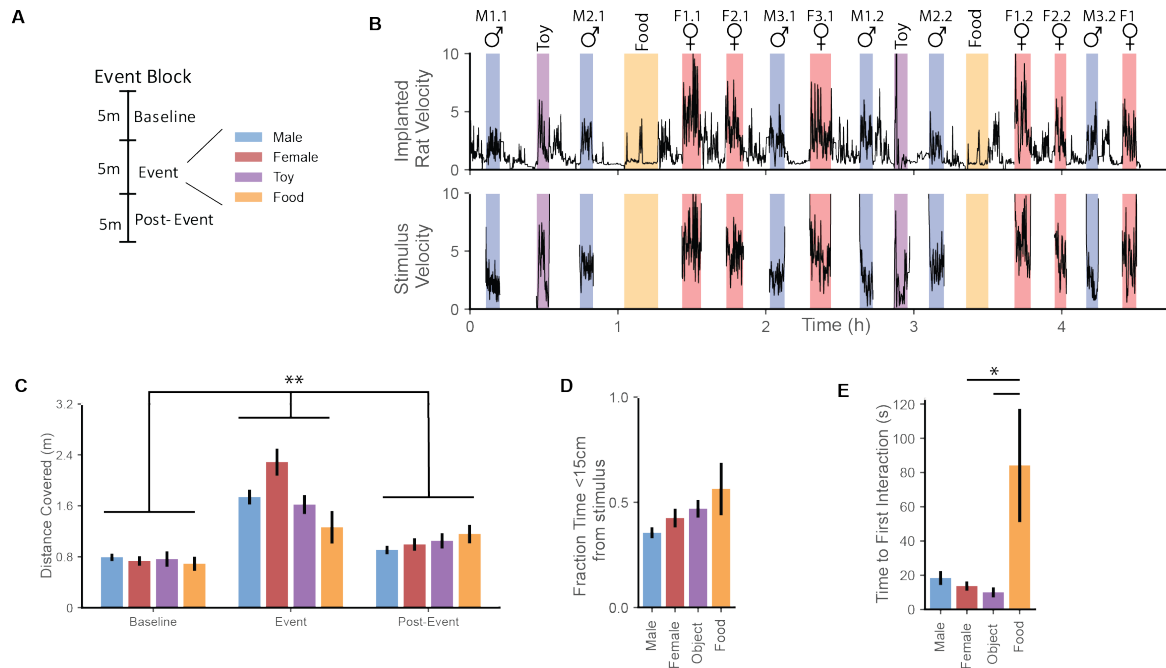 A
Event Block
5m
Baseline
5m
Event
5m
Post-Event
Male
Female
Toy
Food
B
M1.1 Toy M2.1 Food F1.1 F2.1 M3.1 F3.1 M1.2 Toy M2.2 Food F1.2 F2.2 M3.2 F1
♂ ♂ ♀ ♀ ♂ ♀ ♂ ♂ ♀ ♀ ♂ ♀
Implanted
Rat Velocity
10
5
0
Stimulus
Velocity
10
5
0
0 1 2 3 4
Time (h)
C
**
Distance Covered (m)
3.2
2.4
1.6
0.8
0
Baseline Event Post-Event
D
Fraction Time <15cm
from stimulus
1.0
0.5
0.0
Male Female Object Food
E
*
Time to First Interaction (s)
120
100
80
60
40
20
0
Male Female Object Food